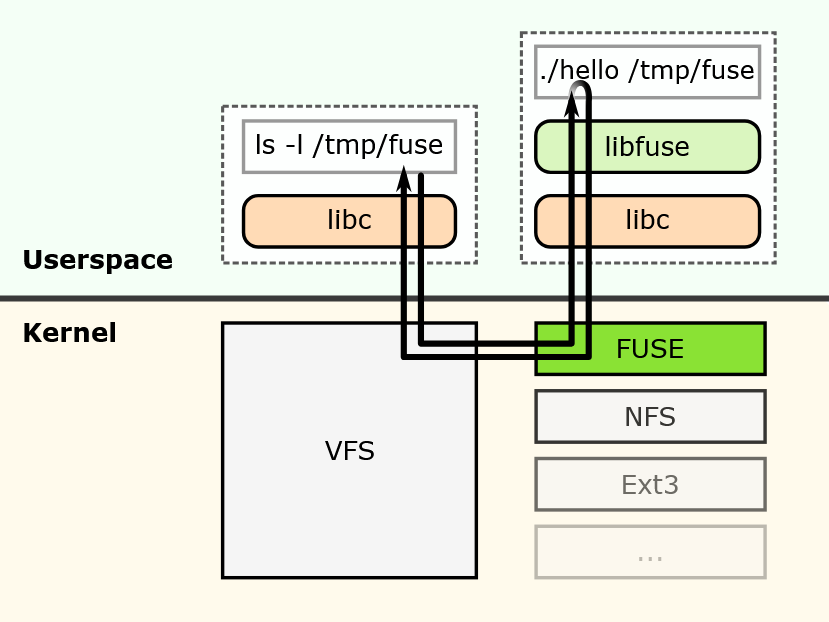 ./hello /tmp/fuse
ls -l /tmp/fuse
libfuse
libc
libc
Userspace
Kernel
FUSE
NFS
VFS
Ext3
...